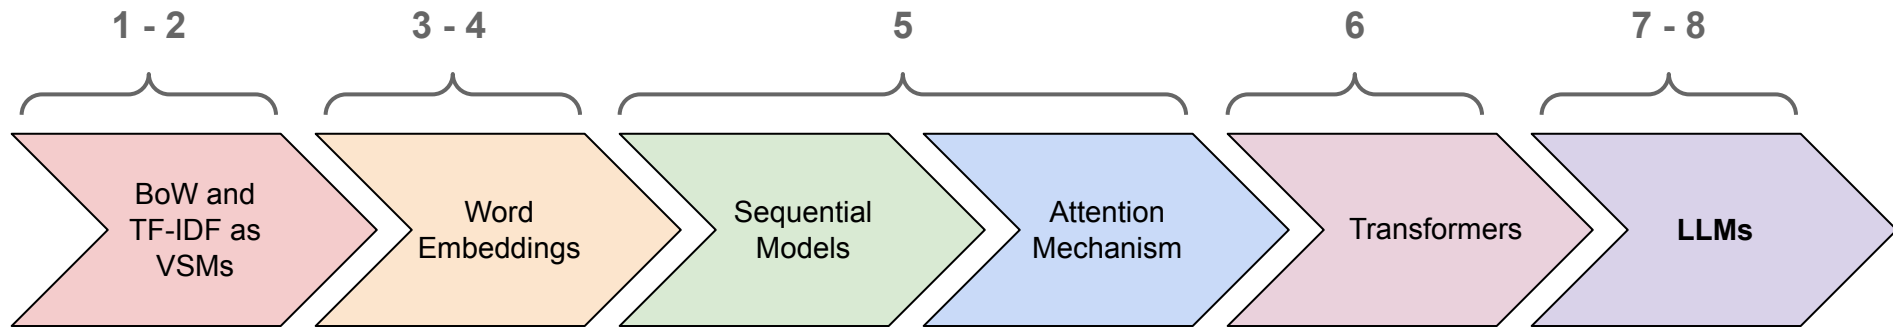 1 - 2
3 - 4
5
6
7 - 8
BoW and
TF-IDF as
VSMs
Word
Embeddings
Sequential
Models
Attention
Mechanism
Transformers
LLMs